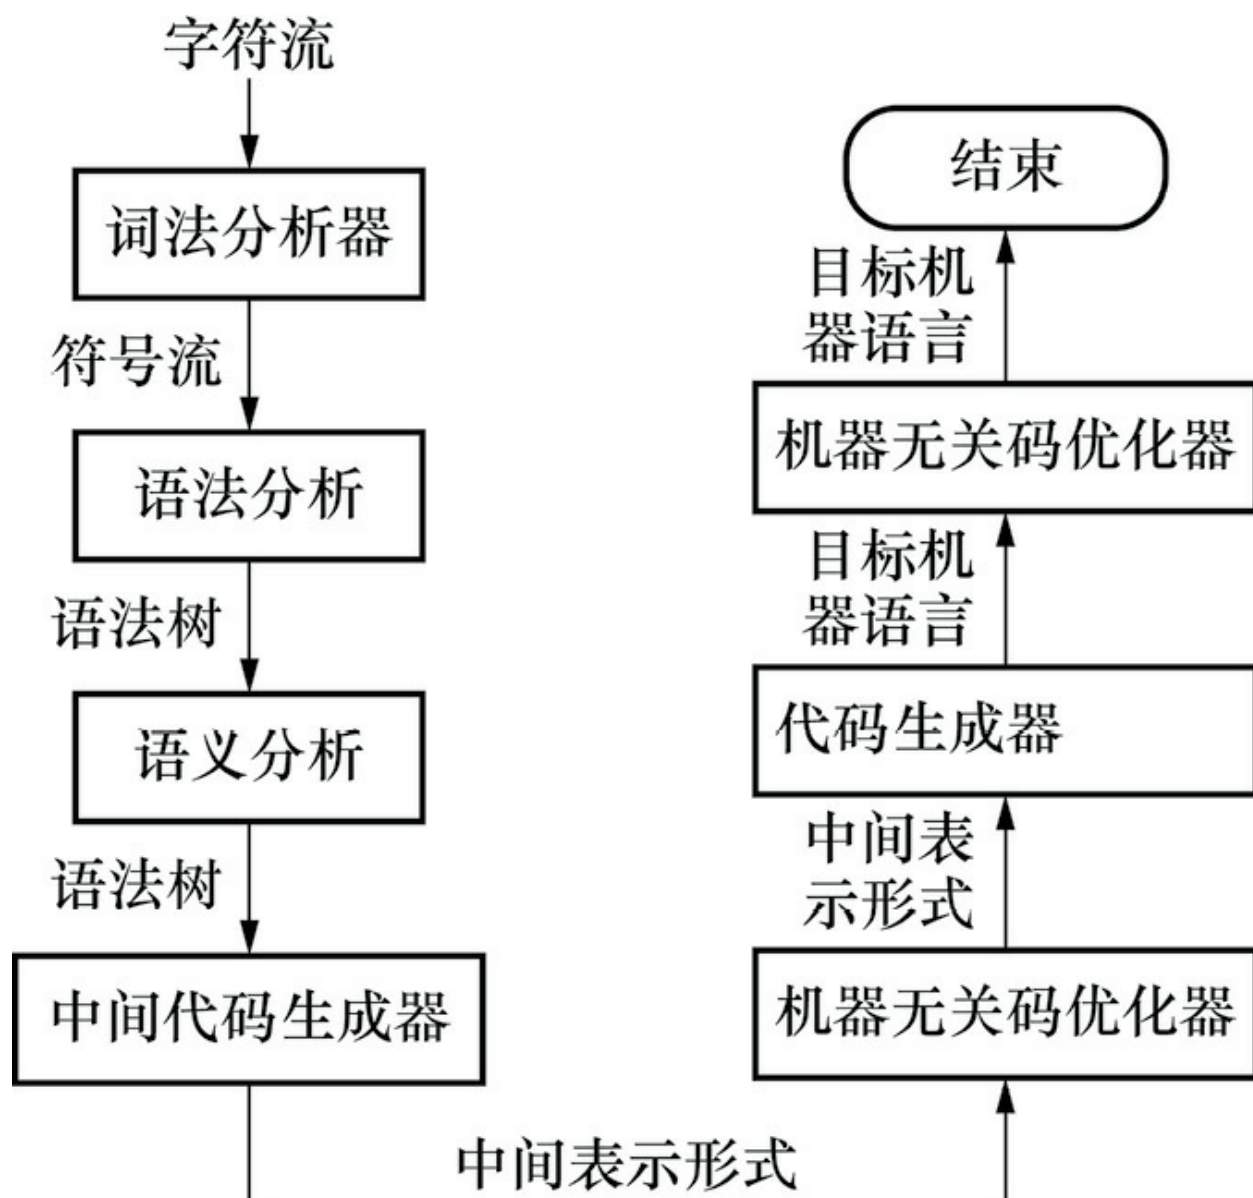 字符流
词法分析器
符号流
语法分析
语法树
语义分析
语法树
中间代码生成器
中间表示形式
机器无关码优化器
中间表
示形式
代码生成器
目标机
器语言
机器无关码优化器
目标机
器语言
结束